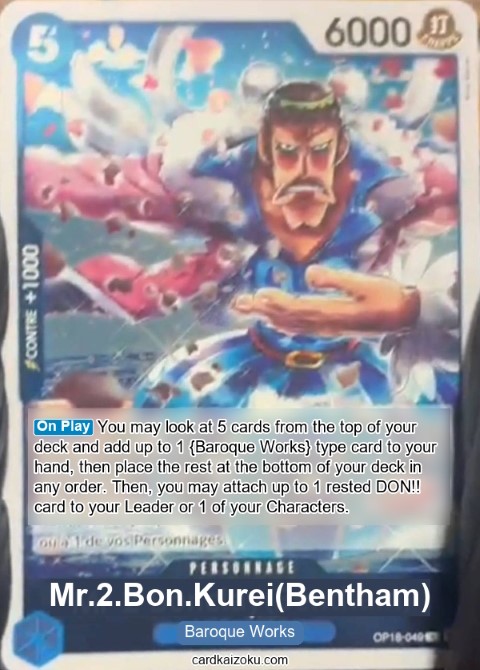 5
6000
打
CONTRE +1000
On Play You may look at 5 cards from the top of your
deck and add up to 1 {Baroque Works} type card to your
hand, then place the rest at the bottom of your deck in
any order. Then, you may attach up to 1 rested DON!!
card to your Leader or 1 of your Characters.
ou à 1 de vos Personnages
PERSONNAGE
Mr.2.Bon.Kurei(Bentham)
Baroque Works
OP16-049
cardkaizoku.com